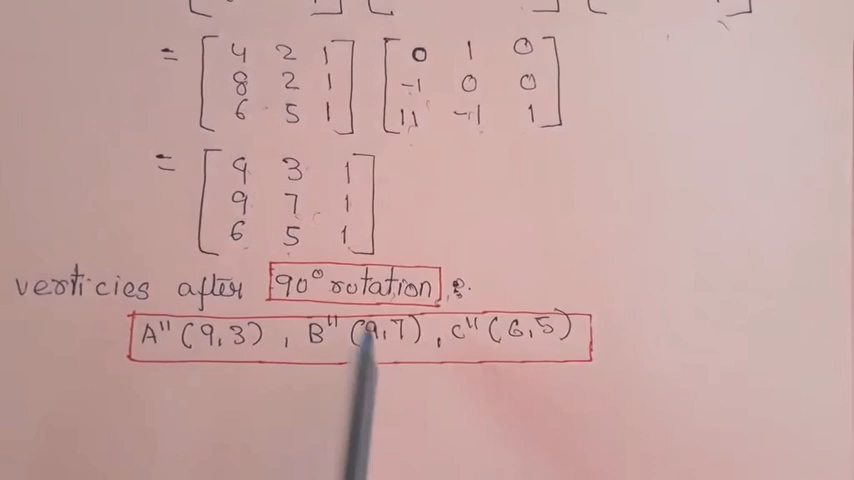 = [ 4 2 1 ] [ 0 1 0 ]
[ 8 2 1 ] [ -1 0 0 ]
[ 6 5 1 ] [ 11 -1 1 ]
= [ 9 3 1 ]
[ 9 7 1 ]
[ 6 5 1 ]
verticies after 90° rotation :
A" (9,3) , B" (9,7) , C" (6,5)